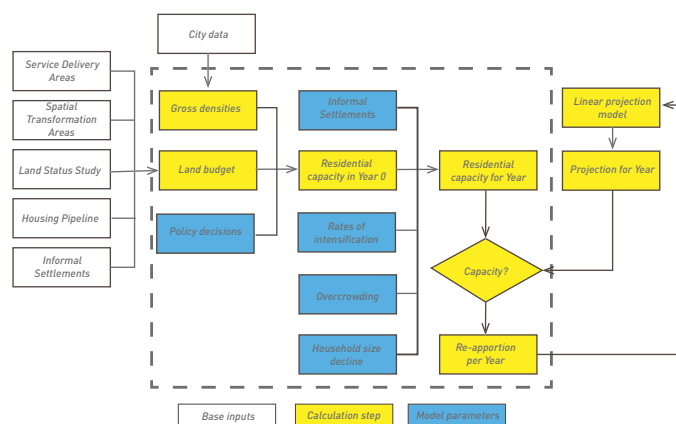 City data
Service Delivery
Areas
Spatial
Transformation
Areas
Land Status Study
Housing Pipeline
Informal
Settlements
Gross densities
Land budget
Policy decisions
Informal
Settlements
Residential
capacity in Year 0
Rates of
intensification
Overcrowding
Household size
decline
Residential
capacity for Year
Capacity?
Re-apportion
per Year
Linear projection
model
Projection for Year
Base inputs
Calculation step
Model parameters